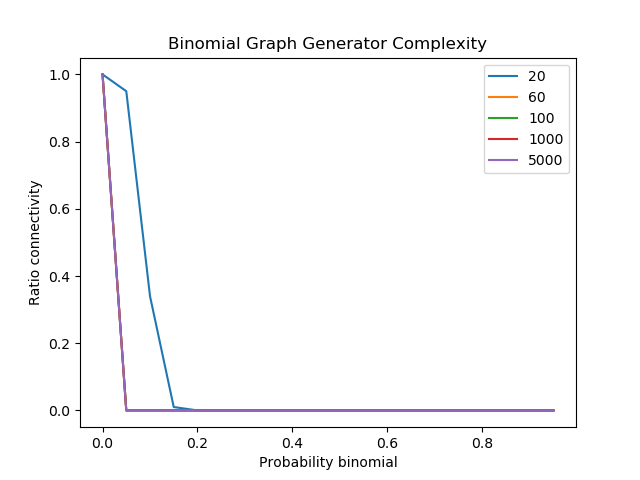 Binomial Graph Generator Complexity
1.0
0.8
0.6
0.4
0.2
0.0
Ratio connectivity
20
60
100
1000
5000
0.0 0.2 0.4 0.6 0.8
Probability binomial